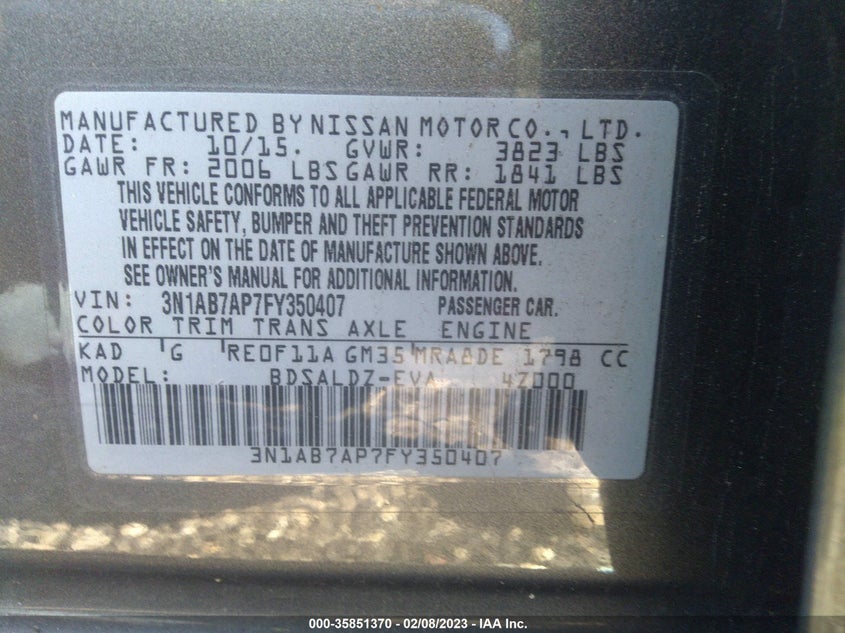 MANUFACTURED BY NISSAN MOTOR CO., LTD.
DATE: 10/15. GVWR: 3823 LBS
GAWR FR: 2006 LBS GAWR RR: 1841 LBS
THIS VEHICLE CONFORMS TO ALL APPLICABLE FEDERAL MOTOR
VEHICLE SAFETY, BUMPER AND THEFT PREVENTION STANDARDS
IN EFFECT ON THE DATE OF MANUFACTURE SHOWN ABOVE.
SEE OWNER'S MANUAL FOR ADDITIONAL INFORMATION.
VIN: 3N1AB7AP7FY350407 PASSENGER CAR.
COLOR TRIM TRANS AXLE ENGINE
KAD G RE0F11A GM35 MRA8DE 1798 CC
MODEL: BDSALDZ-EVA 4Z000
3N1AB7AP7FY350407
000-35851370 - 02/08/2023 - IAA Inc.